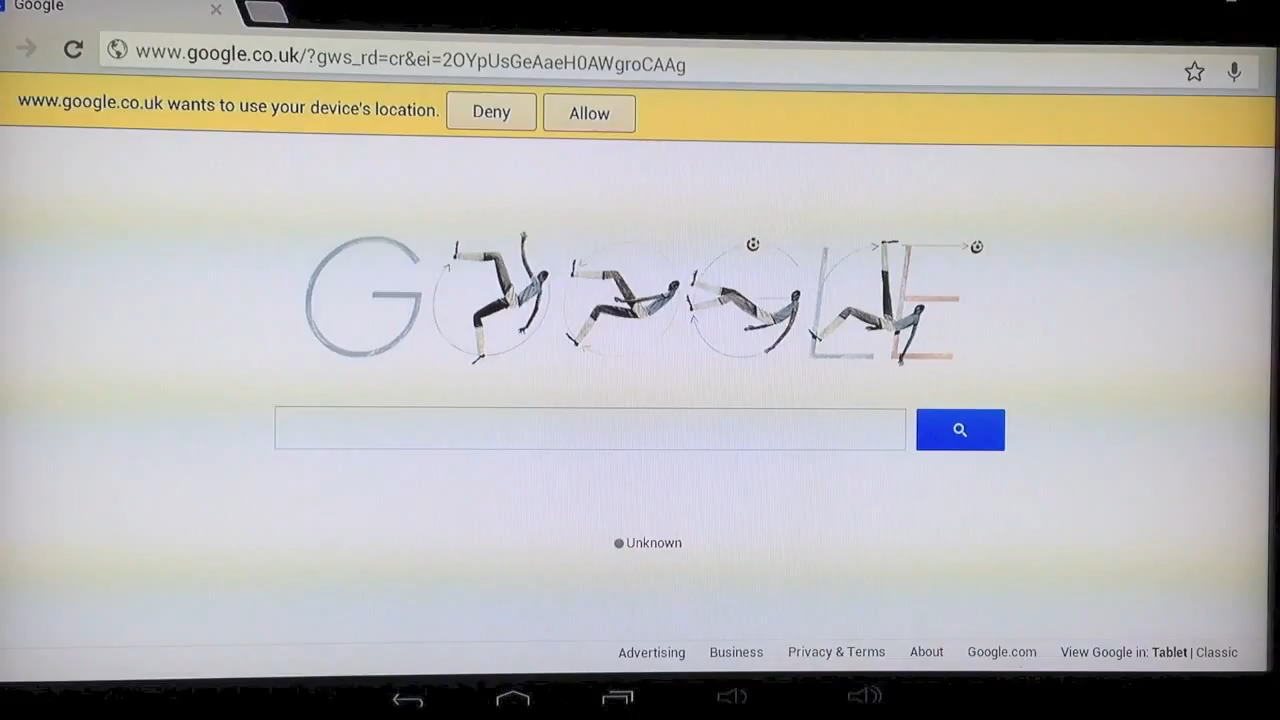 Google
www.google.co.uk/?gws_rd=cr&ei=2OYpUsGeAaeH0AWgroCAAg
www.google.co.uk wants to use your device's location. Deny Allow
GOOGLE
Unknown
Advertising Business Privacy & Terms About Google.com View Google in: Tablet | Classic